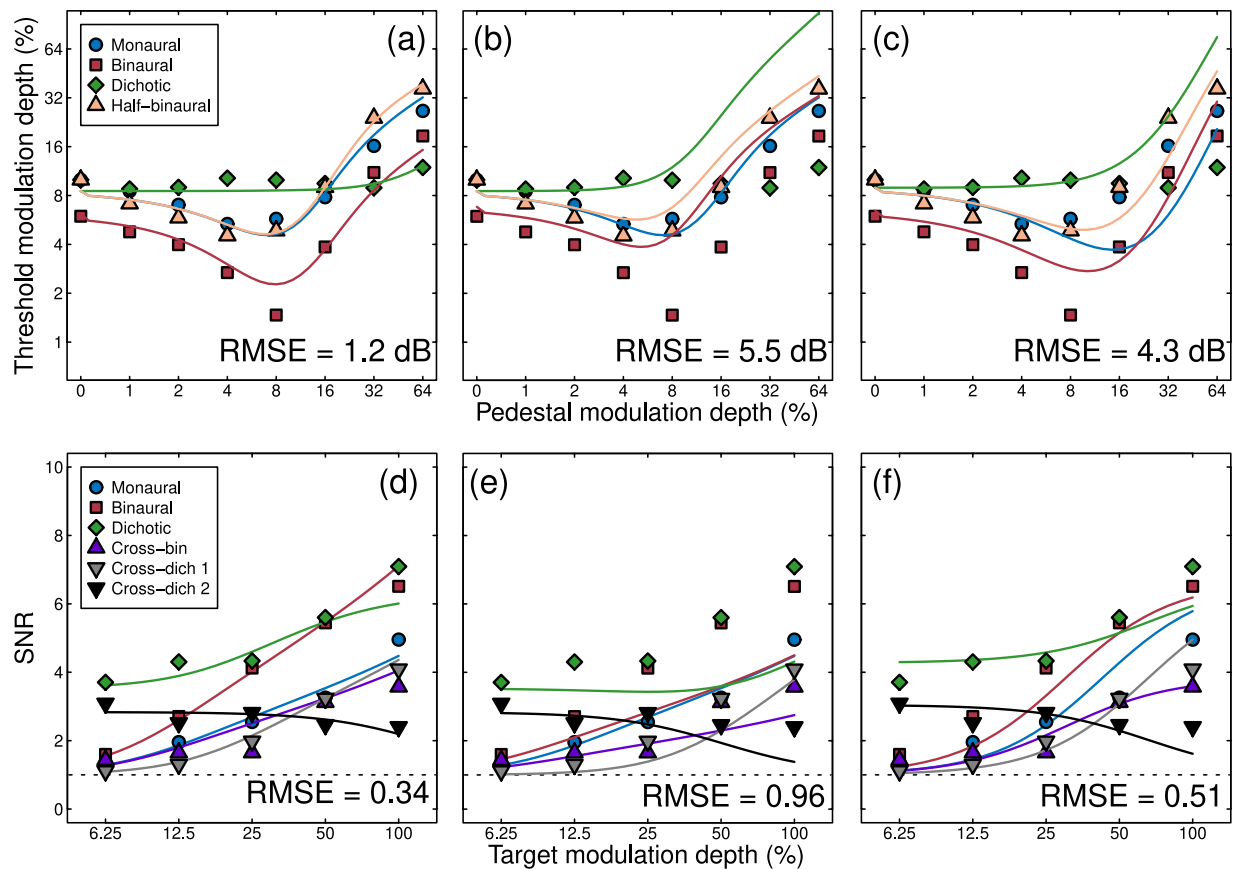 (a)
Monaural
Binaural
Dichotic
Half−binaural
RMSE = 1.2 dB
Threshold modulation depth (%)
64
32
16
8
4
2
1
0 1 2 4 8 16 32 64
(b)
RMSE = 5.5 dB
0 1 2 4 8 16 32 64
Pedestal modulation depth (%)
(c)
RMSE = 4.3 dB
0 1 2 4 8 16 32 64
(d)
Monaural
Binaural
Dichotic
Cross−bin
Cross−dich 1
Cross−dich 2
RMSE = 0.34
SNR
10
8
6
4
2
0
6.25 12.5 25 50 100
(e)
RMSE = 0.96
6.25 12.5 25 50 100
Target modulation depth (%)
(f)
RMSE = 0.51
6.25 12.5 25 50 100